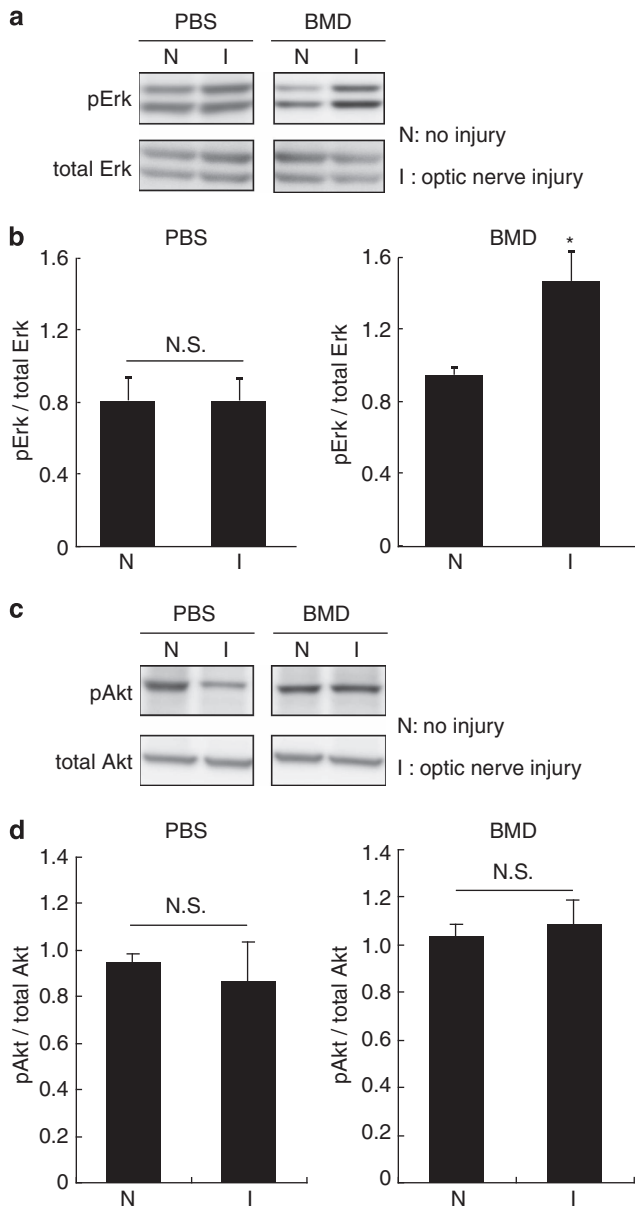 a
PBS BMD
N I N I
pErk
total Erk
N: no injury
I : optic nerve injury
b
PBS BMD
pErk / total Erk
1.6
1.2
0.8
0.4
0
N.S.
N I
pErk / total Erk
1.6
1.2
0.8
0.4
0
*
N I
c
PBS BMD
N I N I
pAkt
total Akt
N: no injury
I : optic nerve injury
d
PBS BMD
pAkt / total Akt
1.4
1.2
1.0
0.8
0.6
0.4
0.2
0
N.S.
N I
pAkt / total Akt
1.4
1.2
1.0
0.8
0.6
0.4
0.2
0
N.S.
N I